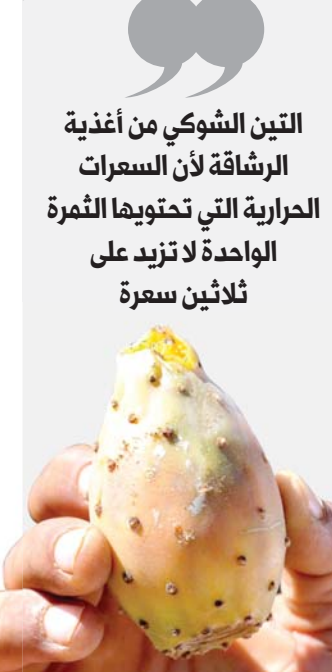 التين الشوكي من أغذية
الرشاقة لأن السعرات
الحرارية التي تحتويها الثمرة
الواحدة لا تزيد على
ثلاثين سعرة